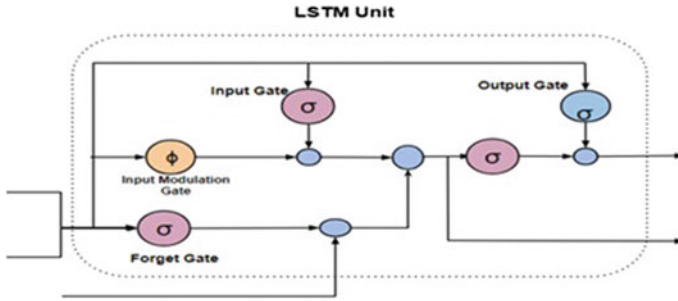 LSTM Unit
Input Gate
Output Gate
σ
σ
ϕ
σ
Input Modulation
Gate
σ
Forget Gate